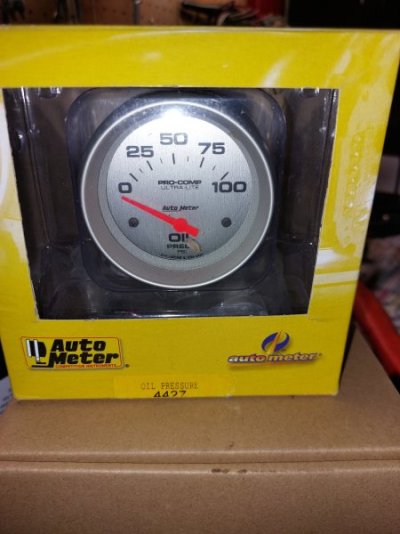 50
25 75
0 100
PRO-COMP
ULTRA-LITE
Auto Meter
OIL
PRESS
Auto
Meter
auto meter
OIL PRESSURE
4427